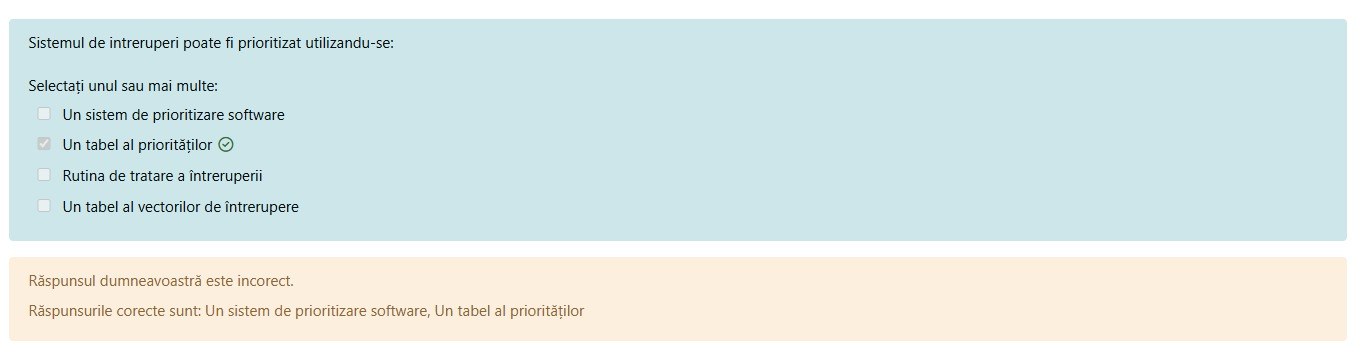 Sistemul de intreruperi poate fi prioritizat utilizandu-se:
Selectați unul sau mai multe:
Un sistem de prioritizare software
Un tabel al priorităților
Rutina de tratare a întreruperii
Un tabel al vectorilor de întrerupere
Răspunsul dumneavoastră este incorect.
Răspunsurile corecte sunt: Un sistem de prioritizare software, Un tabel al priorităților